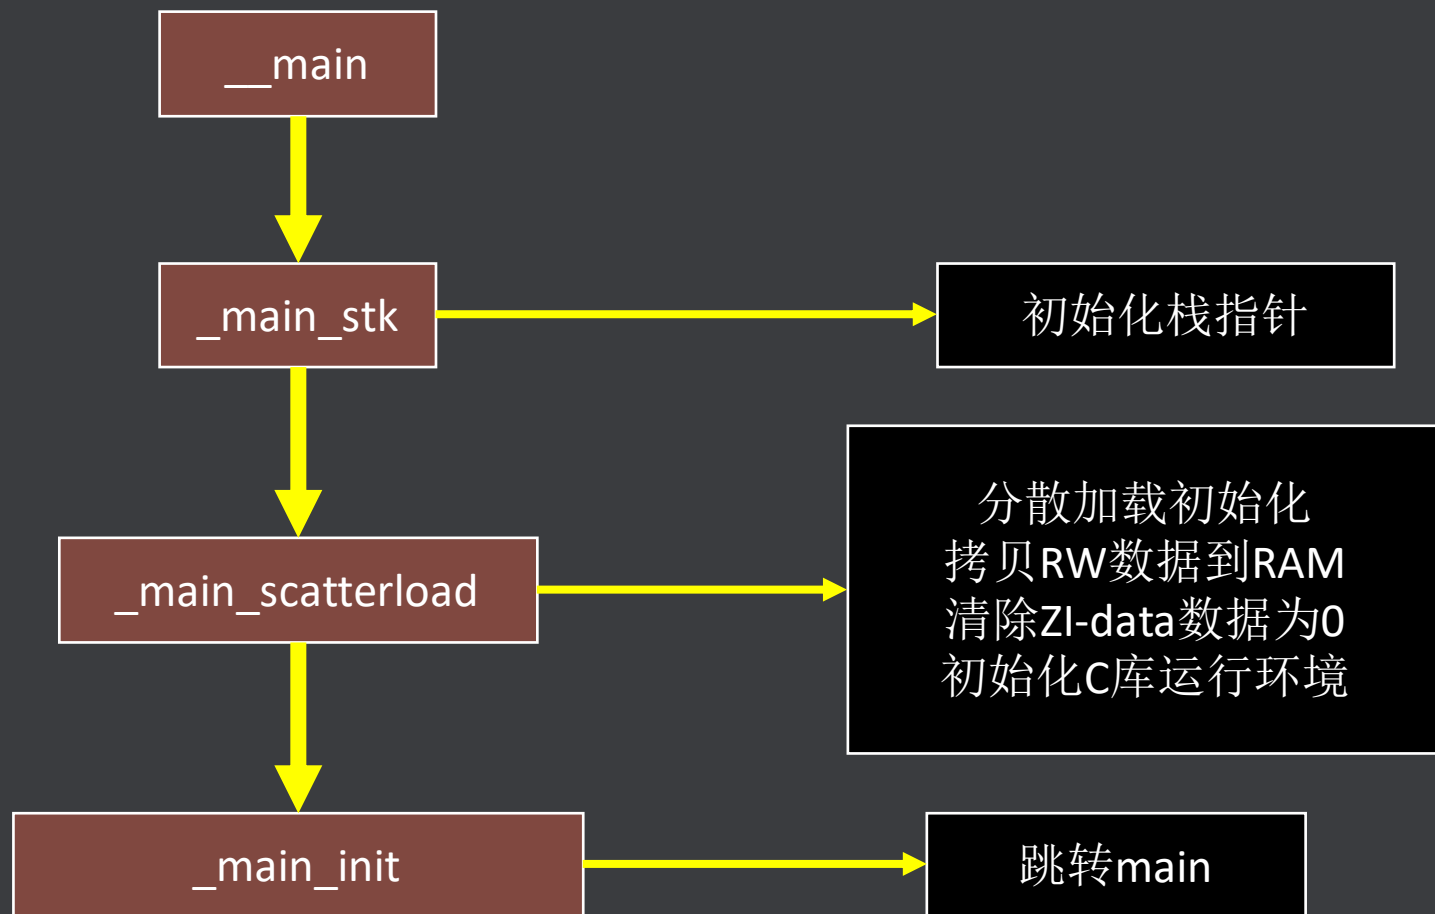 __main
_main_stk
初始化栈指针
分散加载初始化
拷贝RW数据到RAM
清除ZI-data数据为0
初始化C库运行环境
_main_scatterload
_main_init
跳转main